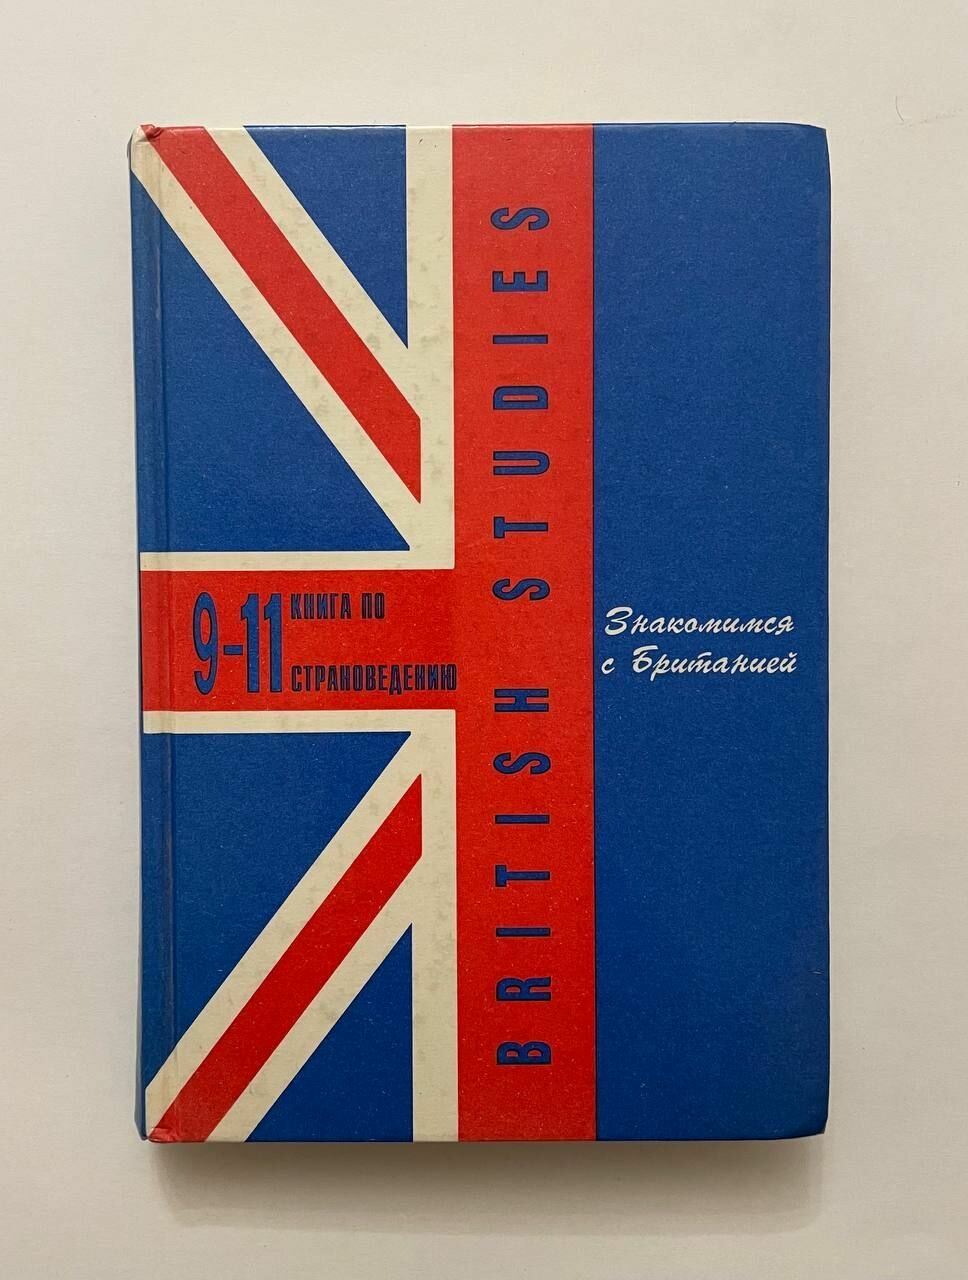 9-11
КНИГА ПО
СТРАНОВЕДЕНИЮ
BRITISH STUDIES
Знакомимся
с Британией